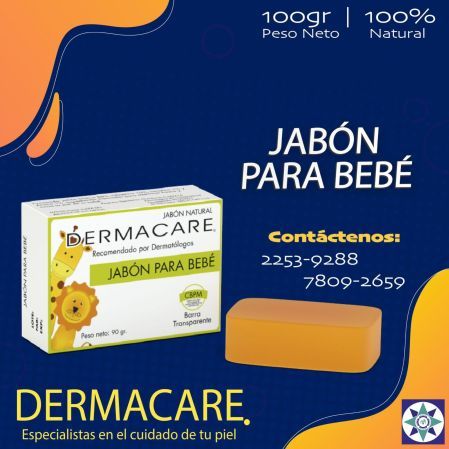 100gr | 100%
Peso Neto Natural
JABÓN
PARA BEBÉ
Contáctenos:
2253-9288
7809-2659
JABÓN NATURAL
DERMACARE®
Recomendado por Dermatólogos
JABÓN PARA BEBÉ
CBPM
Barra
Transparente
Peso neto: 90 gr.
JABÓN PARA BEBÉ
DERMACARE.
Especialistas en el cuidado de tu piel